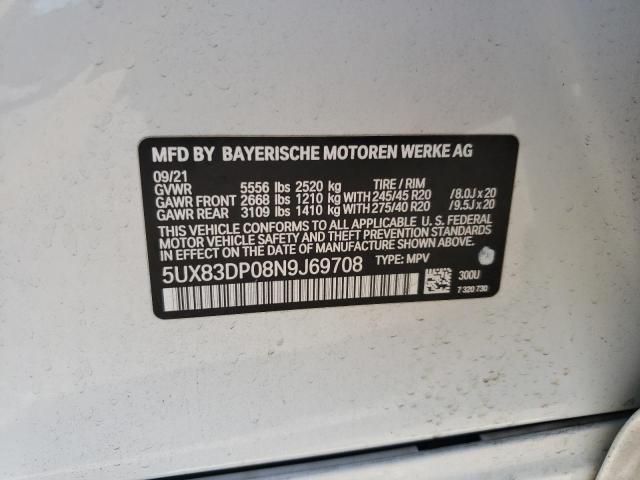 MFD BY BAYERISCHE MOTOREN WERKE AG
09/21 TIRE / RIM
GVWR 5556 lbs 2520 kg
GAWR FRONT 2668 lbs 1210 kg WITH 245/45 R20 /8.0J x 20
GAWR REAR 3109 lbs 1410 kg WITH 275/40 R20 /9.5J x 20
THIS VEHICLE CONFORMS TO ALL APPLICABLE U. S. FEDERAL
MOTOR VEHICLE SAFETY AND THEFT PREVENTION STANDARDS
IN EFFECT ON THE DATE OF MANUFACTURE SHOWN ABOVE.
5UX83DP08N9J69708 TYPE: MPV
300U
7 320 730